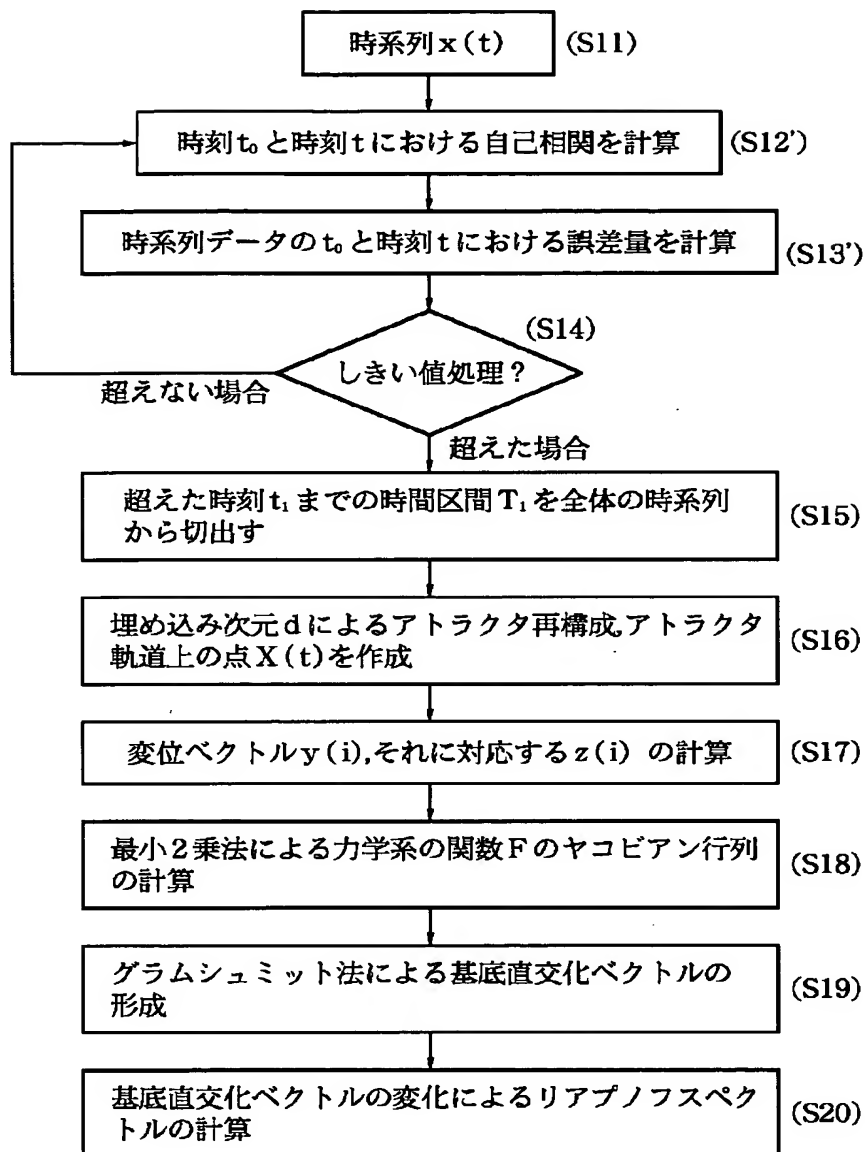 時系列x(t) (S11)
時刻t₀と時刻tにおける自己相関を計算 (S12')
時系列データのt₀と時刻tにおける誤差量を計算 (S13')
(S14)
しきい値処理?
超えない場合
超えた場合
超えた時刻t₁までの時間区間T₁を全体の時系列
から切出す
(S15)
埋め込み次元dによるアトラクタ再構成,アトラクタ
軌道上の点X(t)を作成
(S16)
変位ベクトルy(i),それに対応するz(i) の計算 (S17)
最小2乗法による力学系の関数Fのヤコビアン行列
の計算
(S18)
グラムシュミット法による基底直交化ベクトルの
形成
(S19)
基底直交化ベクトルの変化によるリアプノフスペク
トルの計算
(S20)